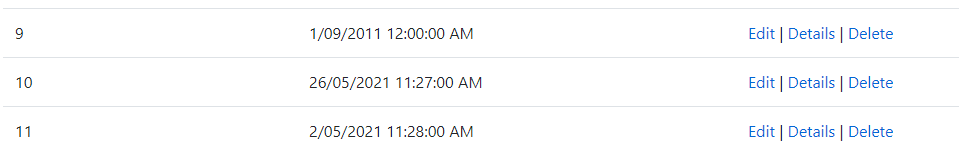 9 1/09/2011 12:00:00 AM Edit | Details | Delete
10 26/05/2021 11:27:00 AM Edit | Details | Delete
11 2/05/2021 11:28:00 AM Edit | Details | Delete